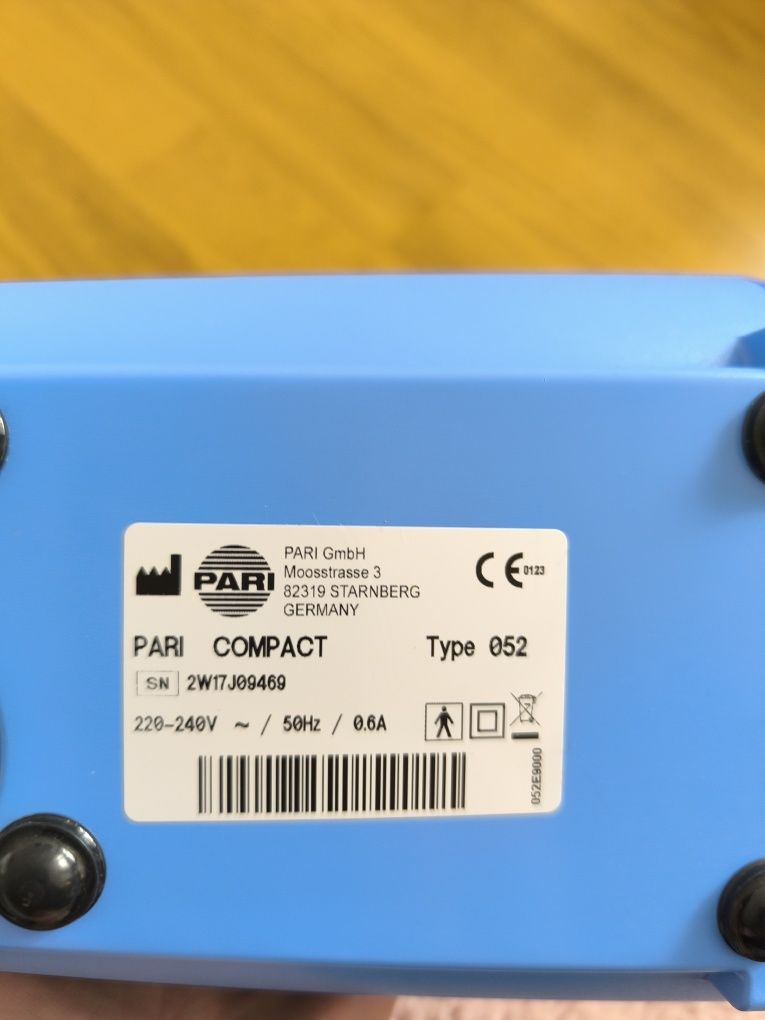 PARI
PARI GmbH
Moosstrasse 3
82319 STARNBERG
GERMANY
CE 0123
PARI COMPACT Type 052
SN 2W17J09469
220-240V ~ / 50Hz / 0.6A
052E9000